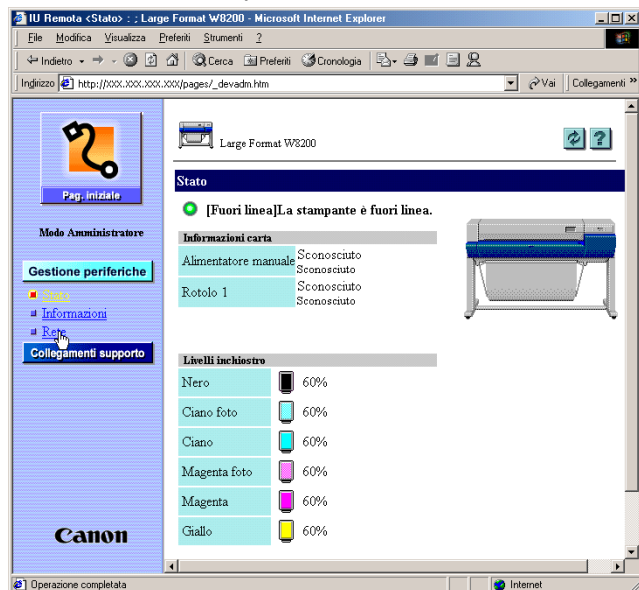 IU Remota <Stato> : ; Large Format W8200 - Microsoft Internet Explorer
File Modifica Visualizza Preferiti Strumenti ?
Indietro Cerca Preferiti Cronologia
Indirizzo http://XXX.XXX.XXX.XXX/pages/_devadm.htm Vai Collegamenti »
Large Format W8200
?
Pag. iniziale
Stato
[Fuori linea]La stampante è fuori linea.
Modo Amministratore
Gestione periferiche
Stato
Informazioni
Rete
Collegamenti supporto
Informazioni carta
Alimentatore manuale Sconosciuto
Sconosciuto
Rotolo 1 Sconosciuto
Sconosciuto
Livelli inchiostro
Nero 60%
Ciano foto 60%
Ciano 60%
Magenta foto 60%
Magenta 60%
Giallo 60%
Canon
Operazione completata Internet